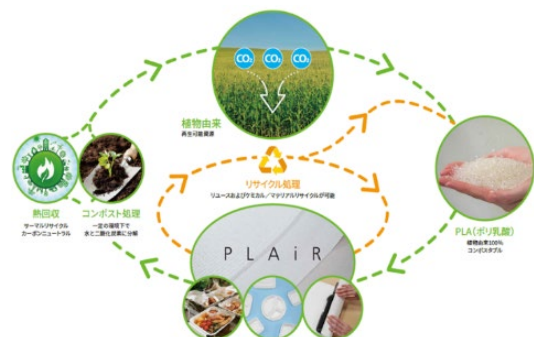 CO₂ CO₂ CO₂
植物由来
再生可能資源
リサイクル処理
リユースおよびケミカル／マテリアルリサイクルが可能
熱回収
サーマルリサイクル
カーボンニュートラル
コンポスト処理
一定の環境下で
水と二酸化炭素に分解
PLA（ポリ乳酸）
植物由来100%
コンポスタブル
PLAiR